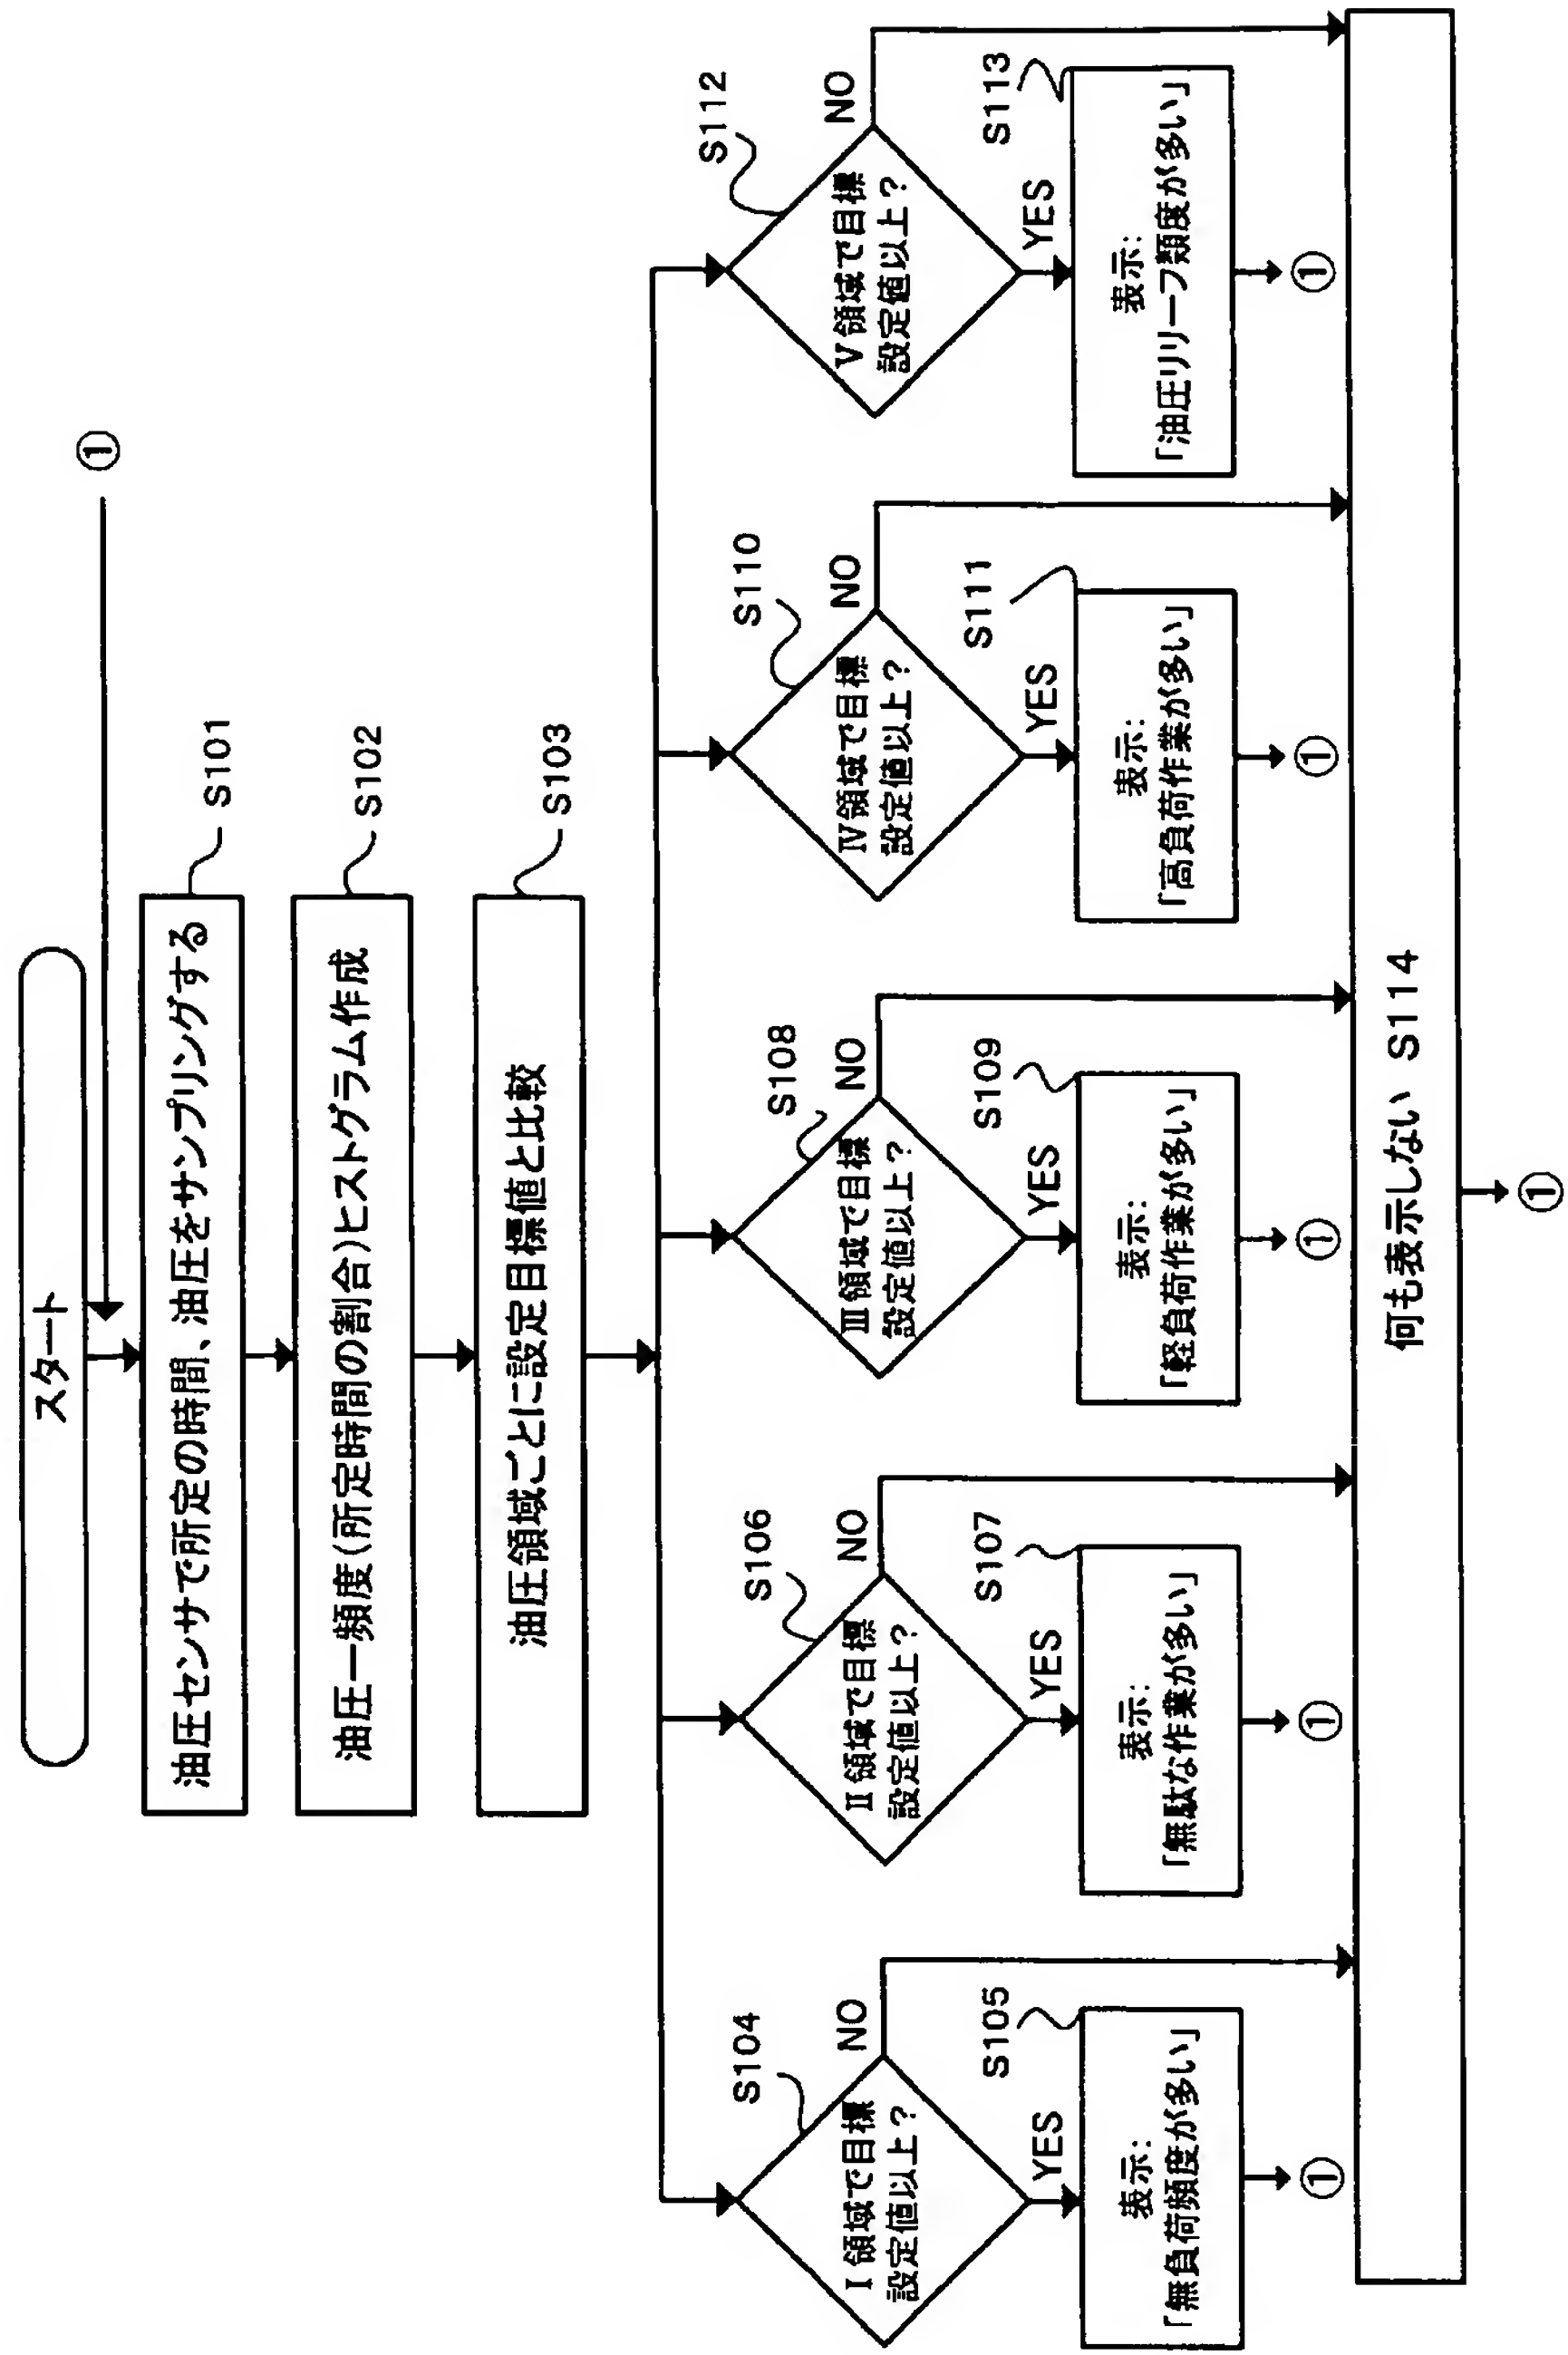 スタート
①
油圧センサで所定の時間、油圧をサンプリングする
S101
油圧ー頻度(所定時間の割合)ヒストグラム作成
S102
油圧領域ごとに設定目標値と比較
S103
S104
I 領域で目標
設定値以上?
NO
YES
S105
表示:
「無負荷頻度が多い」
①
S106
II 領域で目標
設定値以上?
NO
YES
S107
表示:
「無駄な作業が多い」
①
S108
III 領域で目標
設定値以上?
NO
YES
S109
表示:
「軽負荷作業が多い」
①
S110
IV 領域で目標
設定値以上?
NO
YES
S111
表示:
「高負荷作業が多い」
①
S112
V 領域で目標
設定値以上?
NO
YES
S113
表示:
「油圧リリーフ類度が多い」
①
何も表示しない S114
①